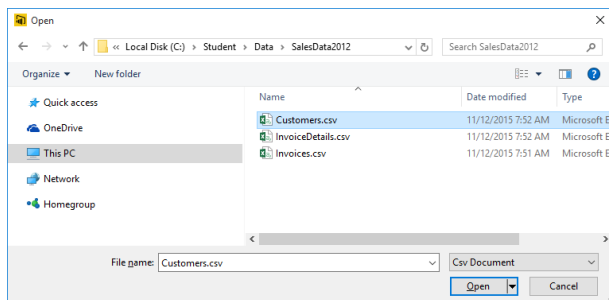 Open
« Local Disk (C:) › Student › Data › SalesData2012
Search SalesData2012
Organize
New folder
Quick access
OneDrive
This PC
Network
Homegroup
Name Date modified Type
Customers.csv 11/12/2015 7:52 AM Microsoft E
InvoiceDetails.csv 11/12/2015 7:52 AM Microsoft E
Invoices.csv 11/12/2015 7:51 AM Microsoft E
File name: Customers.csv
Csv Document
Open Cancel